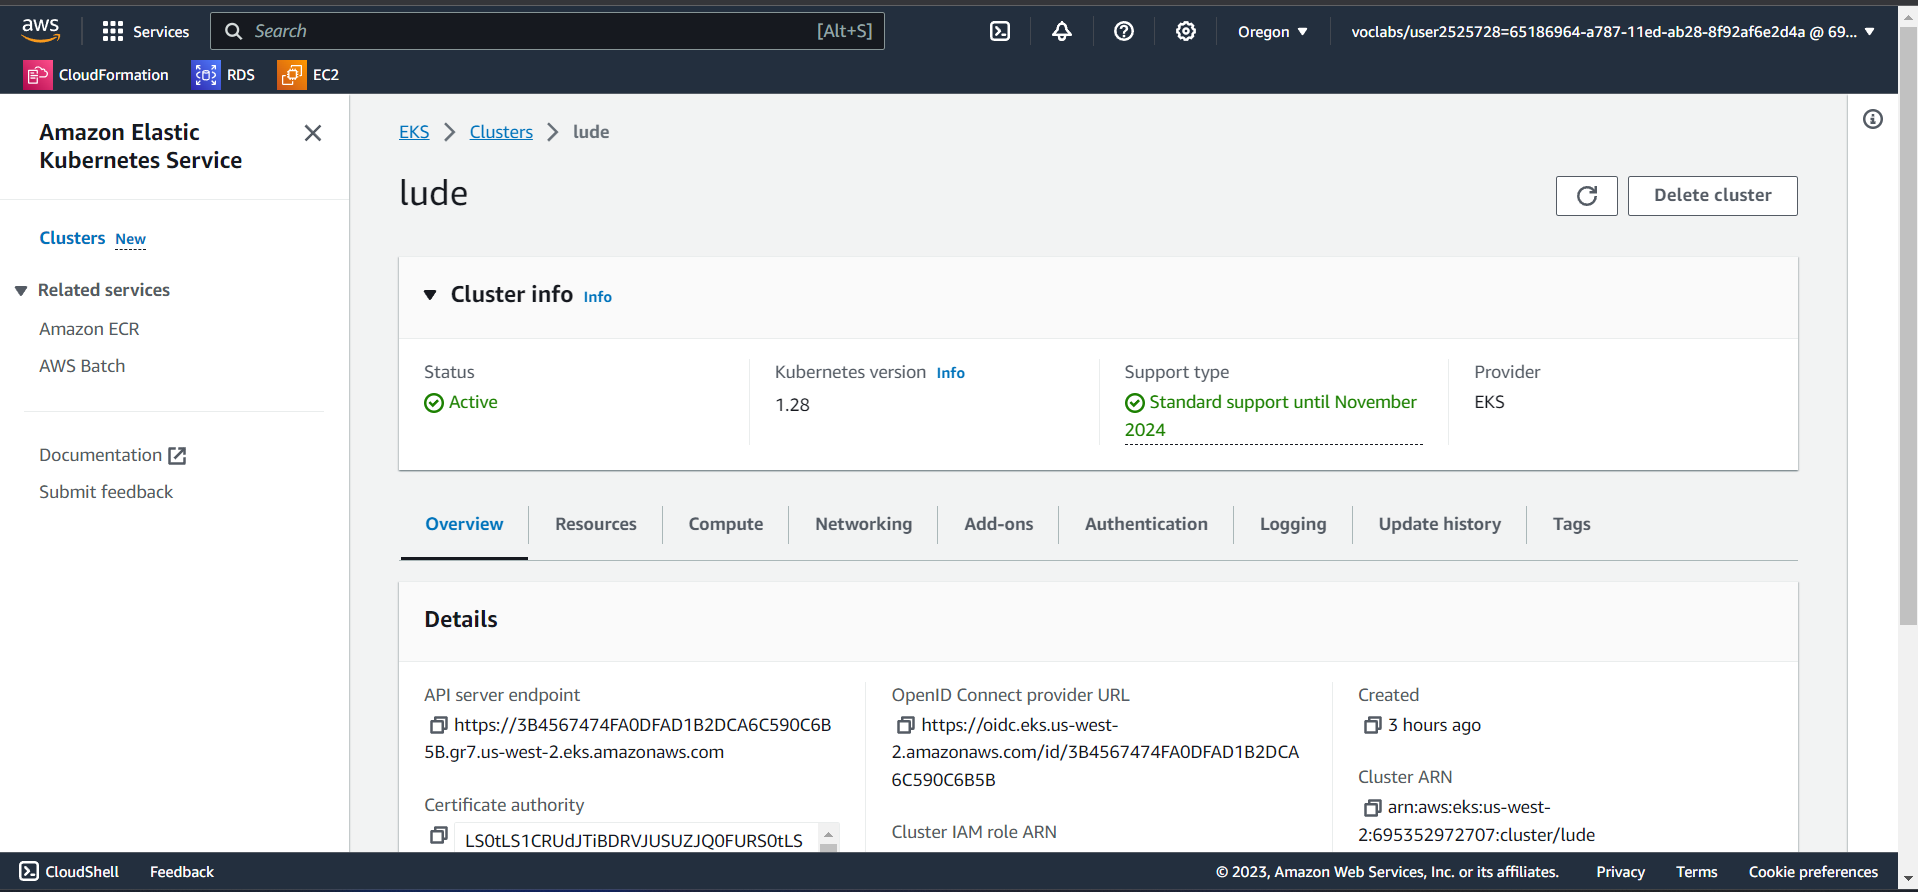 aws
Services
Search [Alt+S]
Oregon
voclabs/user2525728=65186964-a787-11ed-ab28-8f92af6e2d4a @ 69...
CloudFormation
RDS
EC2
Amazon Elastic
Kubernetes Service
Clusters New
Related services
Amazon ECR
AWS Batch
Documentation
Submit feedback
EKS > Clusters > lude
lude
Delete cluster
Cluster info Info
Status
Active
Kubernetes version Info
1.28
Support type
Standard support until November
2024
Provider
EKS
Overview
Resources
Compute
Networking
Add-ons
Authentication
Logging
Update history
Tags
Details
API server endpoint
https://3B4567474FA0DFAD1B2DCA6C590C6B
5B.gr7.us-west-2.eks.amazonaws.com
Certificate authority
LS0tLS1CRUdJTiBDRVJUSUZJQ0FURS0tLS
OpenID Connect provider URL
https://oidc.eks.us-west-
2.amazonaws.com/id/3B4567474FA0DFAD1B2DCA
6C590C6B5B
Cluster IAM role ARN
Created
3 hours ago
Cluster ARN
arn:aws:eks:us-west-
2:695352972707:cluster/lude
CloudShell
Feedback
© 2023, Amazon Web Services, Inc. or its affiliates.
Privacy
Terms
Cookie preferences